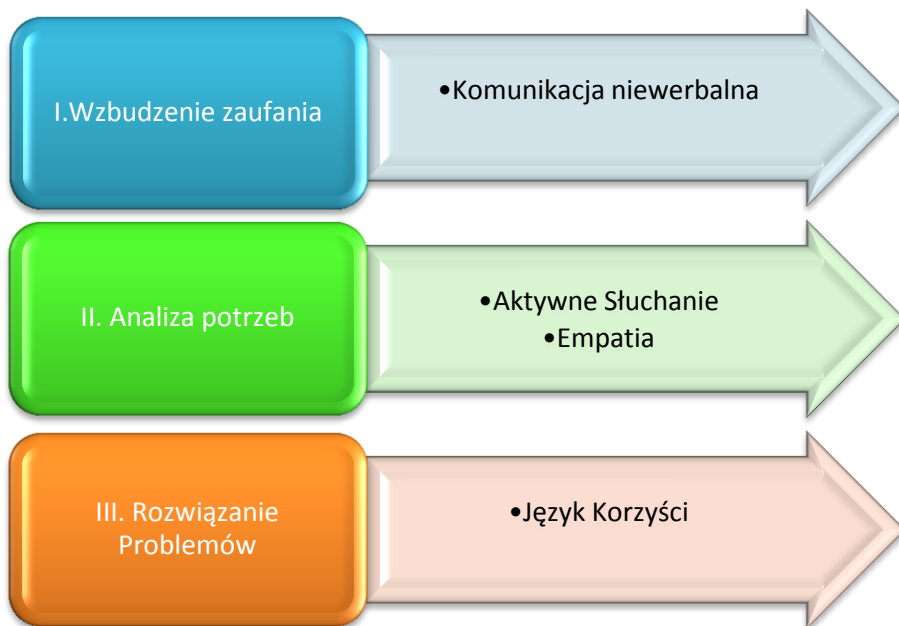 I.Wzbudzenie zaufania
•Komunikacja niewerbalna
II. Analiza potrzeb
•Aktywne Słuchanie
•Empatia
III. Rozwiązanie
Problemów
•Język Korzyści